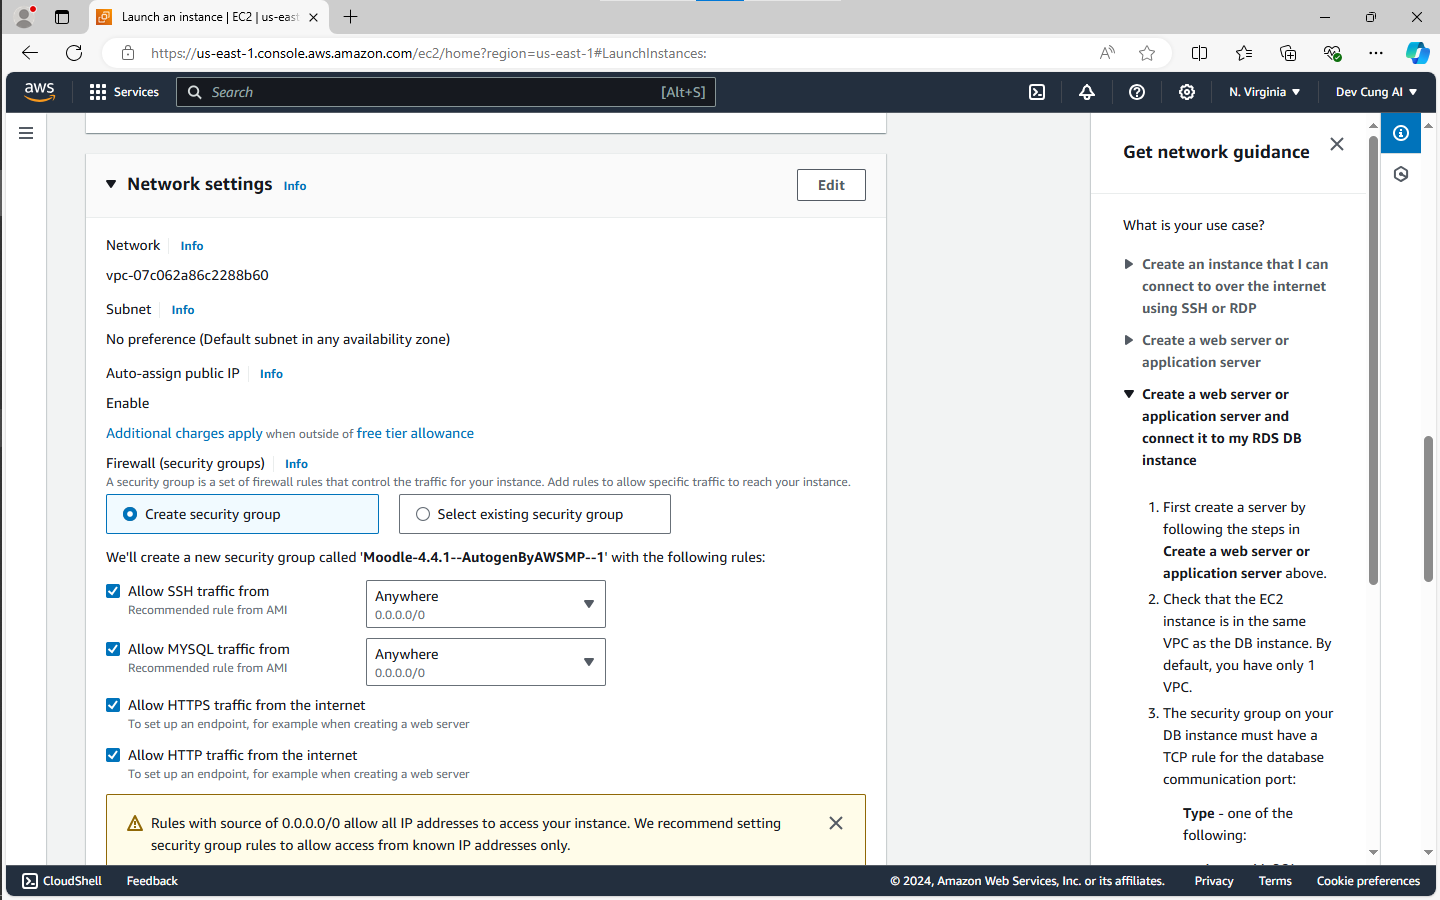 Launch an instance | EC2 | us-east
https://us-east-1.console.aws.amazon.com/ec2/home?region=us-east-1#LaunchInstances:
aws
Services
Search
[Alt+S]
N. Virginia
Dev Cung AI
Network settings Info
Edit
Network Info
vpc-07c062a86c2288b60
Subnet Info
No preference (Default subnet in any availability zone)
Auto-assign public IP Info
Enable
Additional charges apply when outside of free tier allowance
Firewall (security groups) Info
A security group is a set of firewall rules that control the traffic for your instance. Add rules to allow specific traffic to reach your instance.
Create security group
Select existing security group
We'll create a new security group called 'Moodle-4.4.1--AutogenByAWSMP--1' with the following rules:
Allow SSH traffic from
Recommended rule from AMI
Anywhere
0.0.0.0/0
Allow MYSQL traffic from
Recommended rule from AMI
Anywhere
0.0.0.0/0
Allow HTTPS traffic from the internet
To set up an endpoint, for example when creating a web server
Allow HTTP traffic from the internet
To set up an endpoint, for example when creating a web server
Rules with source of 0.0.0.0/0 allow all IP addresses to access your instance. We recommend setting
security group rules to allow access from known IP addresses only.
Get network guidance
What is your use case?
Create an instance that I can
connect to over the internet
using SSH or RDP
Create a web server or
application server
Create a web server or
application server and
connect it to my RDS DB
instance
1. First create a server by
following the steps in
Create a web server or
application server above.
2. Check that the EC2
instance is in the same
VPC as the DB instance. By
default, you have only 1
VPC.
3. The security group on your
DB instance must have a
TCP rule for the database
communication port:
Type - one of the
following:
CloudShell
Feedback
© 2024, Amazon Web Services, Inc. or its affiliates.
Privacy
Terms
Cookie preferences